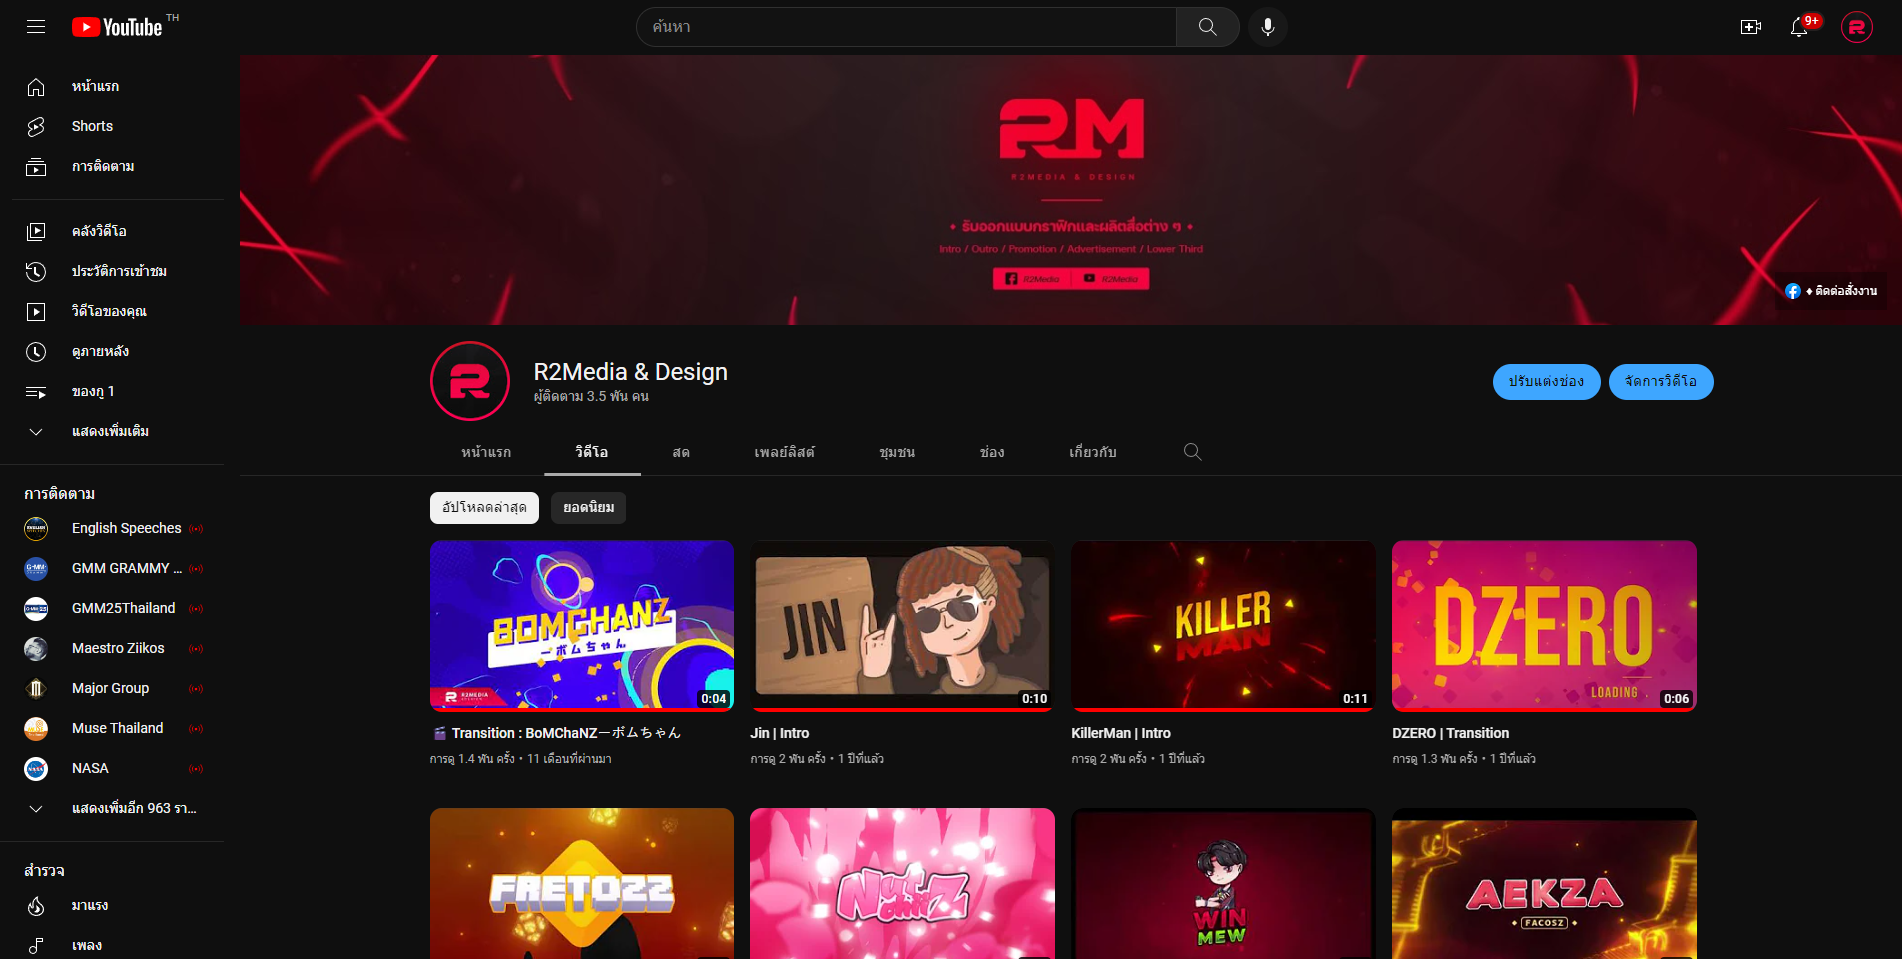 YouTube TH
ค้นหา
9+
หน้าแรก
Shorts
การติดตาม
คลังวิดีโอ
ประวัติการเข้าชม
วิดีโอของคุณ
ดูภายหลัง
ของกู 1
แสดงเพิ่มเติม
การติดตาม
English Speeches
GMM GRAMMY ...
GMM25Thailand
Maestro Ziikos
Major Group
Muse Thailand
NASA
แสดงเพิ่มอีก 963 รา...
สำรวจ
มาแรง
เพลง
RM
R2MEDIA & DESIGN
• รับออกแบบกราฟิกและผลิตสื่อต่าง ๆ •
Intro / Outro / Promotion / Advertisement / Lower Third
R2Media R2Media
♦ ติดต่อสั่งงาน
R2Media & Design
ผู้ติดตาม 3.5 พัน คน
ปรับแต่งช่อง จัดการวิดีโอ
หน้าแรก วิดีโอ สด เพลย์ลิสต์ ชุมชน ช่อง เกี่ยวกับ
อัปโหลดล่าสุด ยอดนิยม
BOMCHANZ
ーボムちゃん
R2MEDIA
0:04
🎬 Transition : BoMChaNZーボムちゃん
การดู 1.4 พัน ครั้ง • 11 เดือนที่ผ่านมา
JIN
0:10
Jin | Intro
การดู 2 พัน ครั้ง • 1 ปีที่แล้ว
KILLER
MAN
0:11
KillerMan | Intro
การดู 2 พัน ครั้ง • 1 ปีที่แล้ว
DZERO
LOADING
0:06
DZERO | Transition
การดู 1.3 พัน ครั้ง • 1 ปีที่แล้ว
FRETOZZ
WIN
MEW
AEKZA
• FACOSZ •